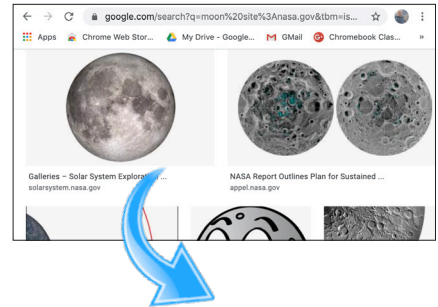 google.com/search?q=moon%20site%3Anasa.gov&tbm=is...
Apps Chrome Web Stor... My Drive - Google... GMail Chromebook Clas... »
Galleries – Solar System Exploration ...
solarsystem.nasa.gov
NASA Report Outlines Plan for Sustained ...
appel.nasa.gov